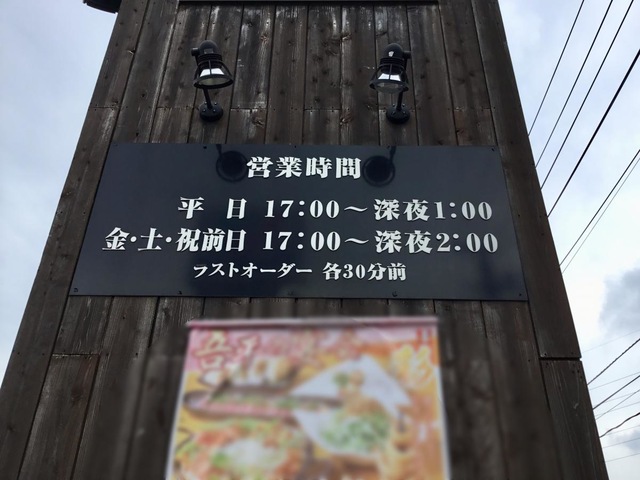 営業時間
平 日 17:00～深夜1:00
金・土・祝前日 17:00～深夜2:00
ラストオーダー 各30分前